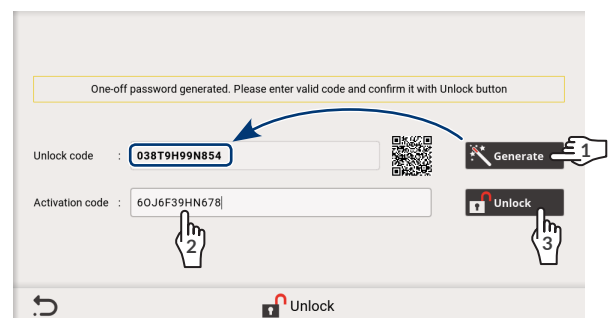 One-off password generated. Please enter valid code and confirm it with Unlock button
Unlock code : 038T9H99N854 Generate 1
Activation code : 6OJ6F39HN678 Unlock
2 3
Unlock